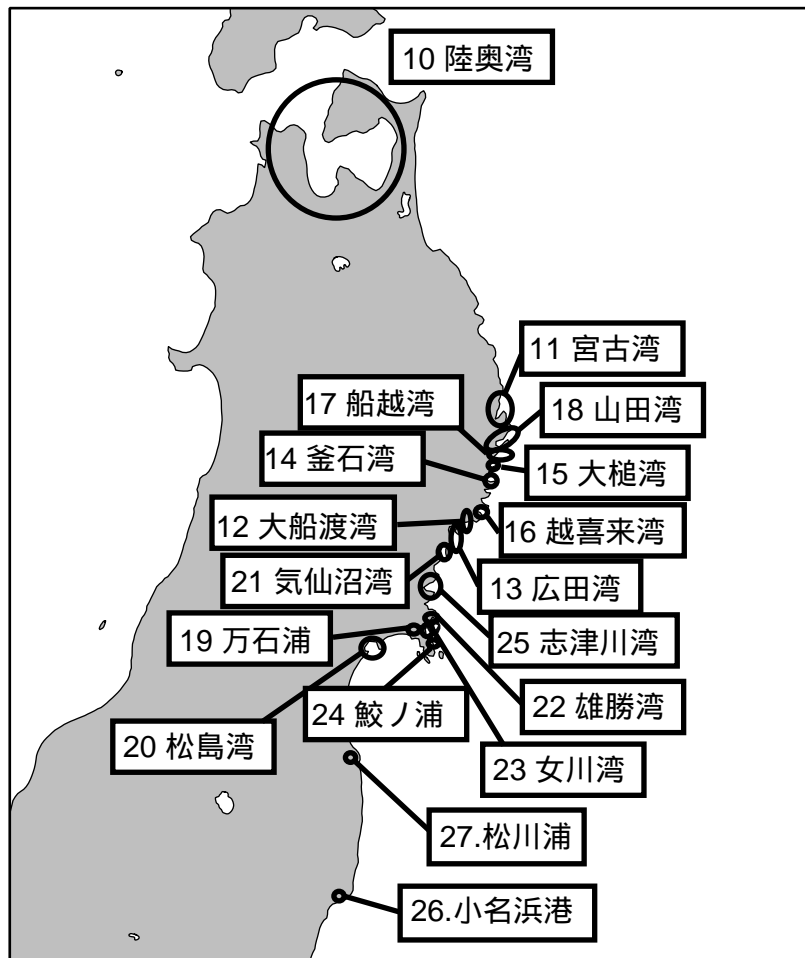 10 陸奥湾
11 宮古湾
17 船越湾
18 山田湾
14 釜石湾
15 大槌湾
12 大船渡湾
16 越喜来湾
21 気仙沼湾
13 広田湾
19 万石浦
25 志津川湾
24 鮫ノ浦
22 雄勝湾
20 松島湾
23 女川湾
27.松川浦
26.小名浜港